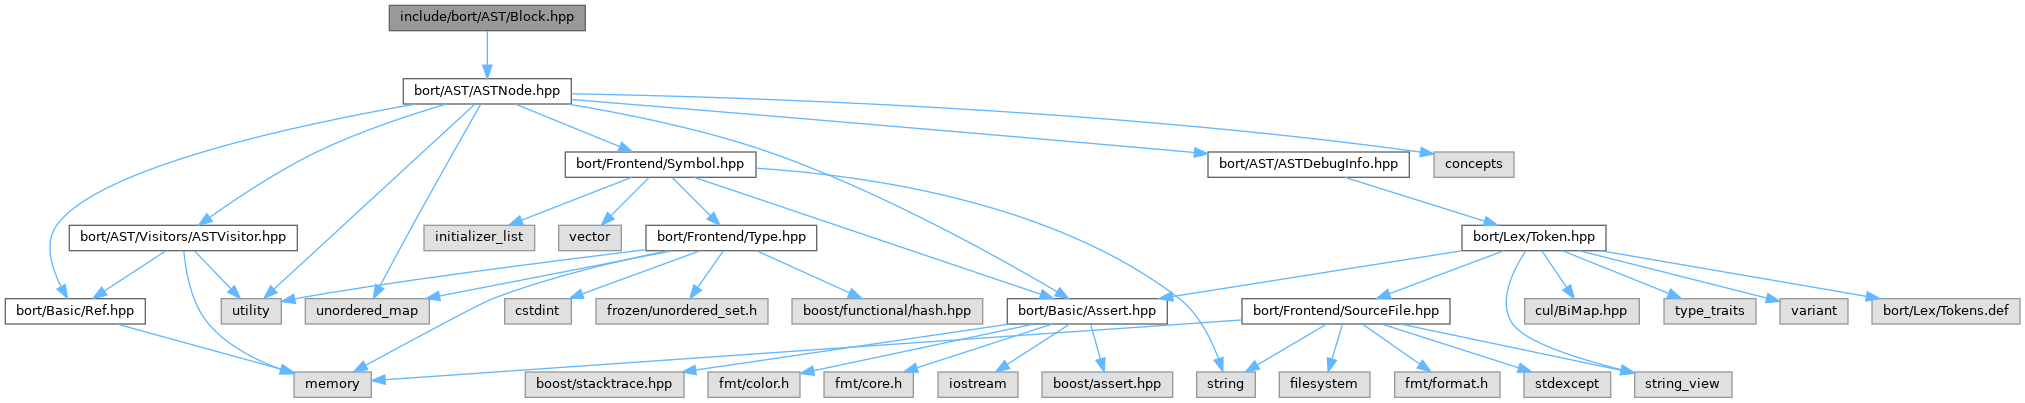 include/bort/AST/Block.hpp
bort/AST/ASTNode.hpp
bort/Frontend/Symbol.hpp
bort/AST/ASTDebugInfo.hpp
concepts
bort/AST/Visitors/ASTVisitor.hpp
initializer_list
vector
bort/Frontend/Type.hpp
bort/Lex/Token.hpp
bort/Basic/Ref.hpp
utility
unordered_map
cstdint
frozen/unordered_set.h
boost/functional/hash.hpp
bort/Basic/Assert.hpp
bort/Frontend/SourceFile.hpp
cul/BiMap.hpp
type_traits
variant
bort/Lex/Tokens.def
memory
boost/stacktrace.hpp
fmt/color.h
fmt/core.h
iostream
boost/assert.hpp
string
filesystem
fmt/format.h
stdexcept
string_view